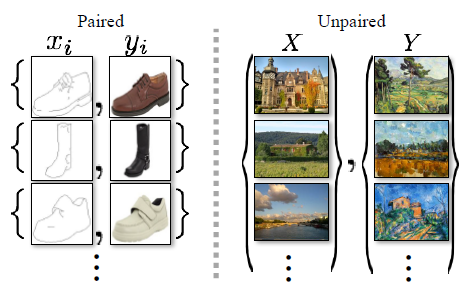 Paired
Unpaired
x_i
y_i
X
Y
{ , }
{ , }
{ , }
( ) , ( )
⋮
⋮
⋮